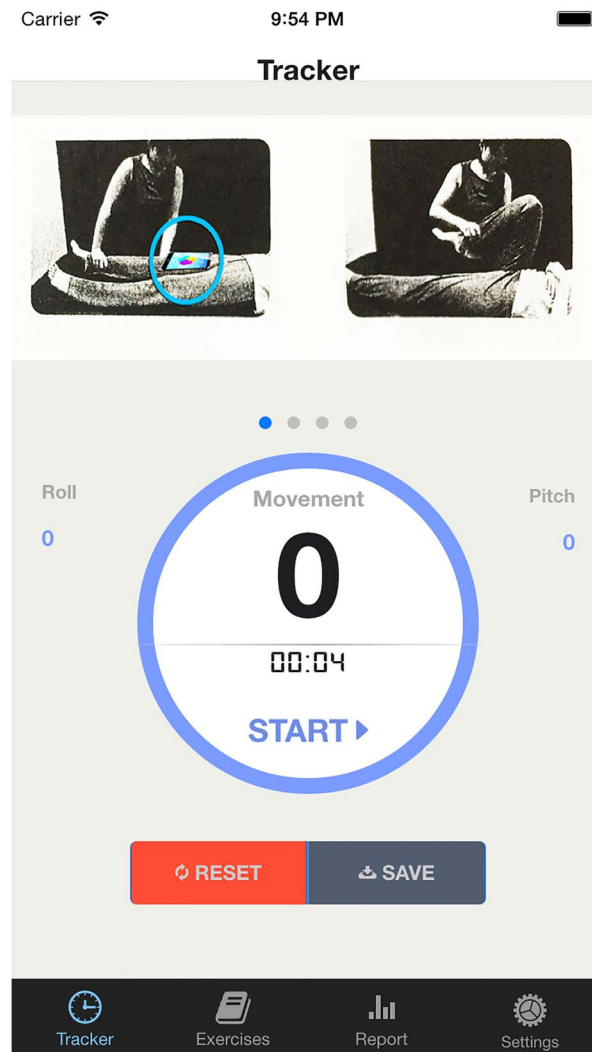 Carrier 9:54 PM
Tracker
Roll
0
Pitch
0
Movement
0
00:04
START
RESET SAVE
Tracker Exercises Report Settings